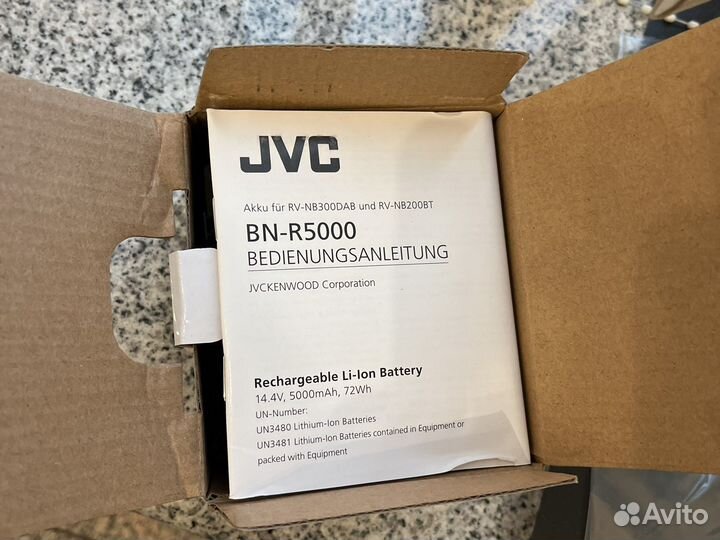 JVC
Akku für RV-NB300DAB und RV-NB200BT
BN-R5000
BEDIENUNGSANLEITUNG
JVCKENWOOD Corporation
Rechargeable Li-Ion Battery
14.4V, 5000mAh, 72Wh
UN-Number:
UN3480 Lithium-Ion Batteries
UN3481 Lithium-Ion Batteries contained in Equipment or
packed with Equipment
Avito